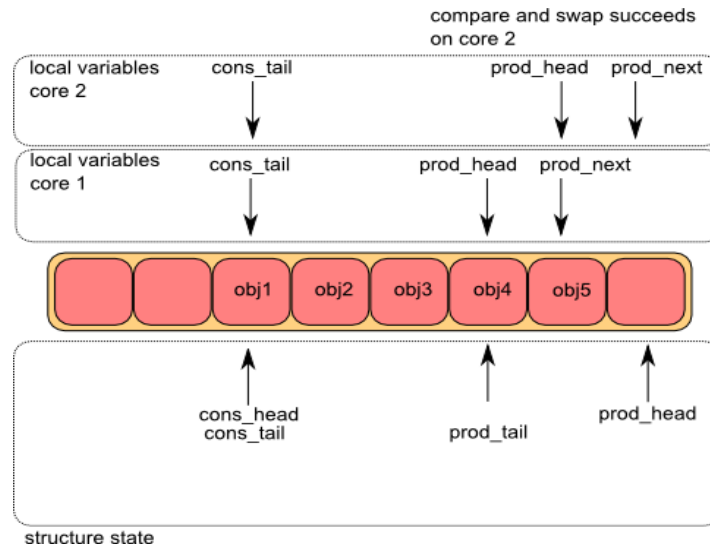 compare and swap succeeds
on core 2
local variables
core 2
cons_tail
prod_head
prod_next
local variables
core 1
cons_tail
prod_head
prod_next
obj1
obj2
obj3
obj4
obj5
cons_head
cons_tail
prod_tail
prod_head
structure state